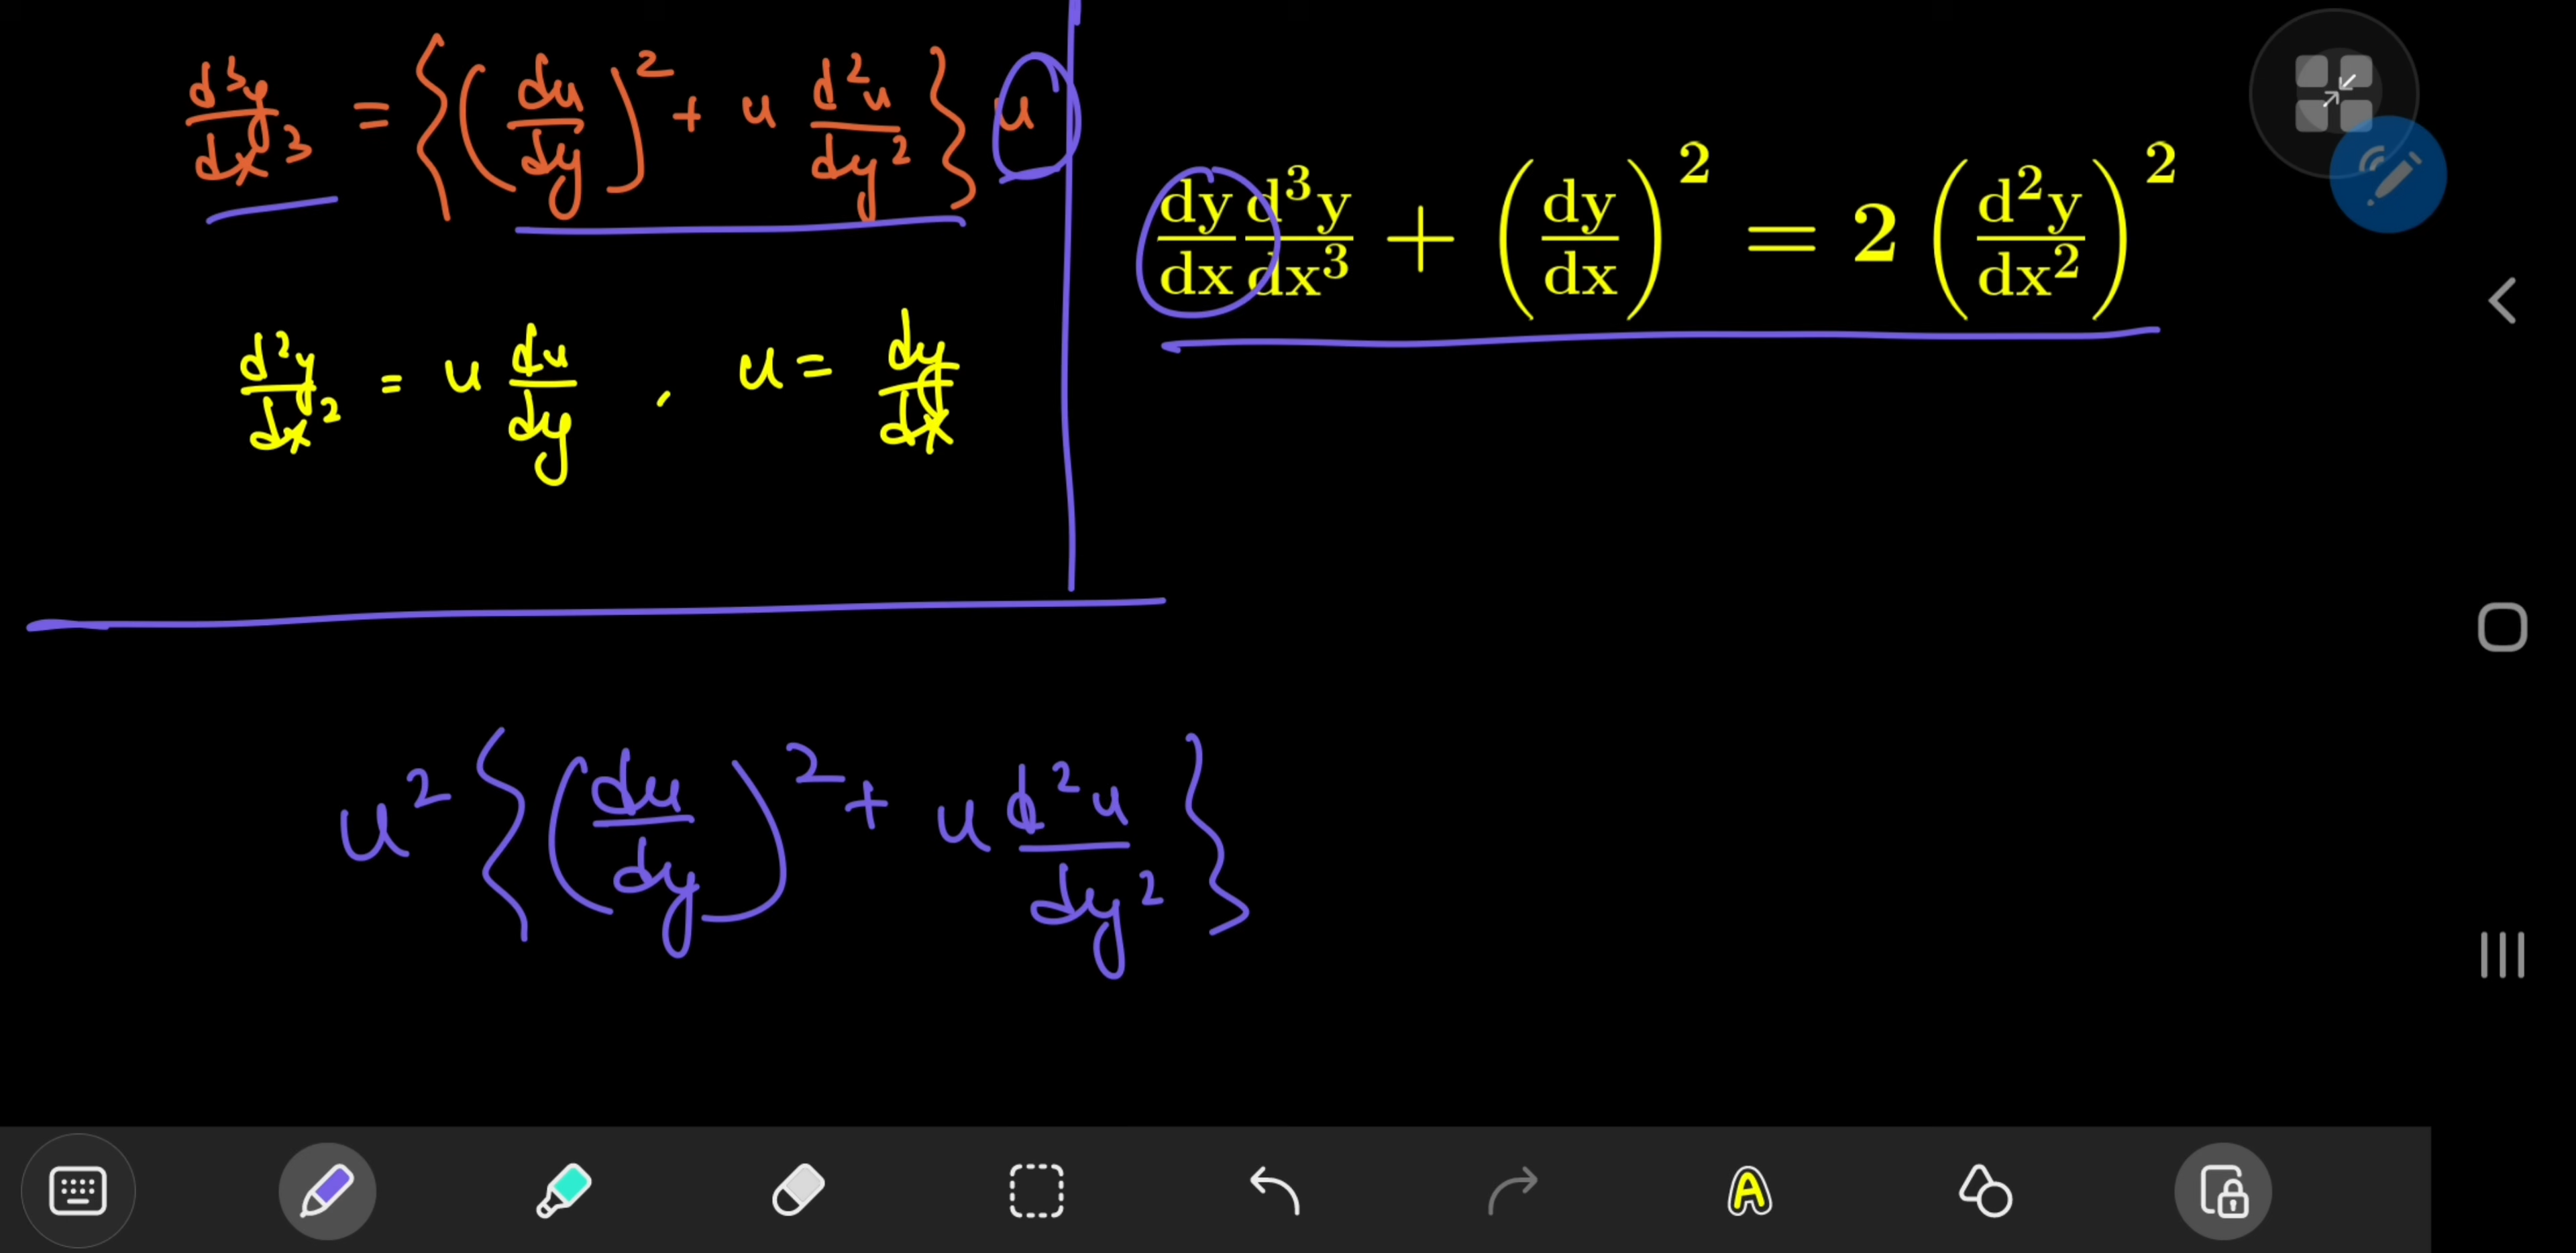 d³y/dx³ = {(du/dy)² + u d²u/dy²} u
d²y/dx² = u du/dy , u = dy/dx
dy/dx d³y/dx³ + (dy/dx)² = 2 (d²y/dx²)²
u² {(du/dy)² + u d²u/dy²}
A